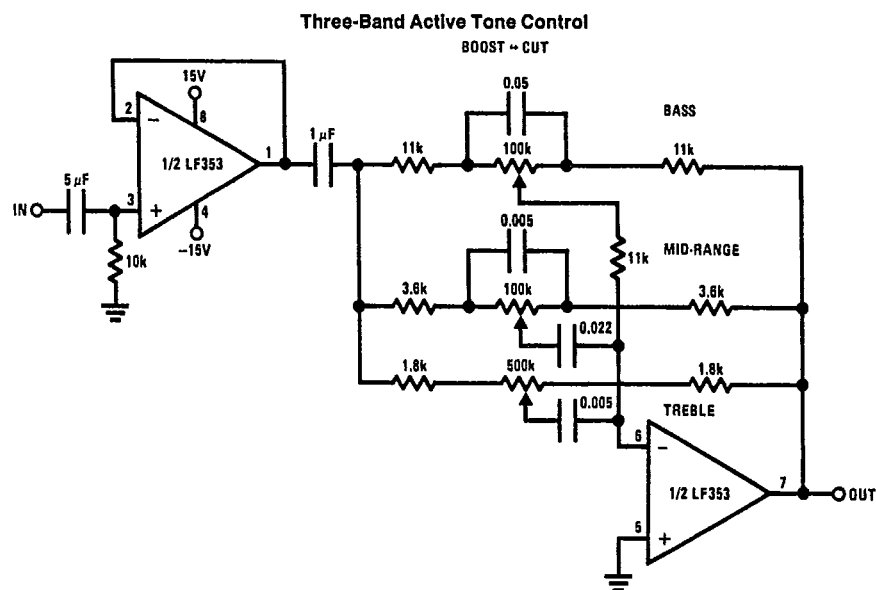 Three-Band Active Tone Control
BOOST ↔ CUT
15V
0.05
BASS
2
−
8
1/2 LF353
1
1 μF
11k
100k
11k
5 μF
IN
3
+
4
−15V
10k
0.005
11k
MID-RANGE
3.6k
100k
3.6k
0.022
1.8k
500k
1.8k
0.005
TREBLE
6
−
1/2 LF353
7
OUT
5
+